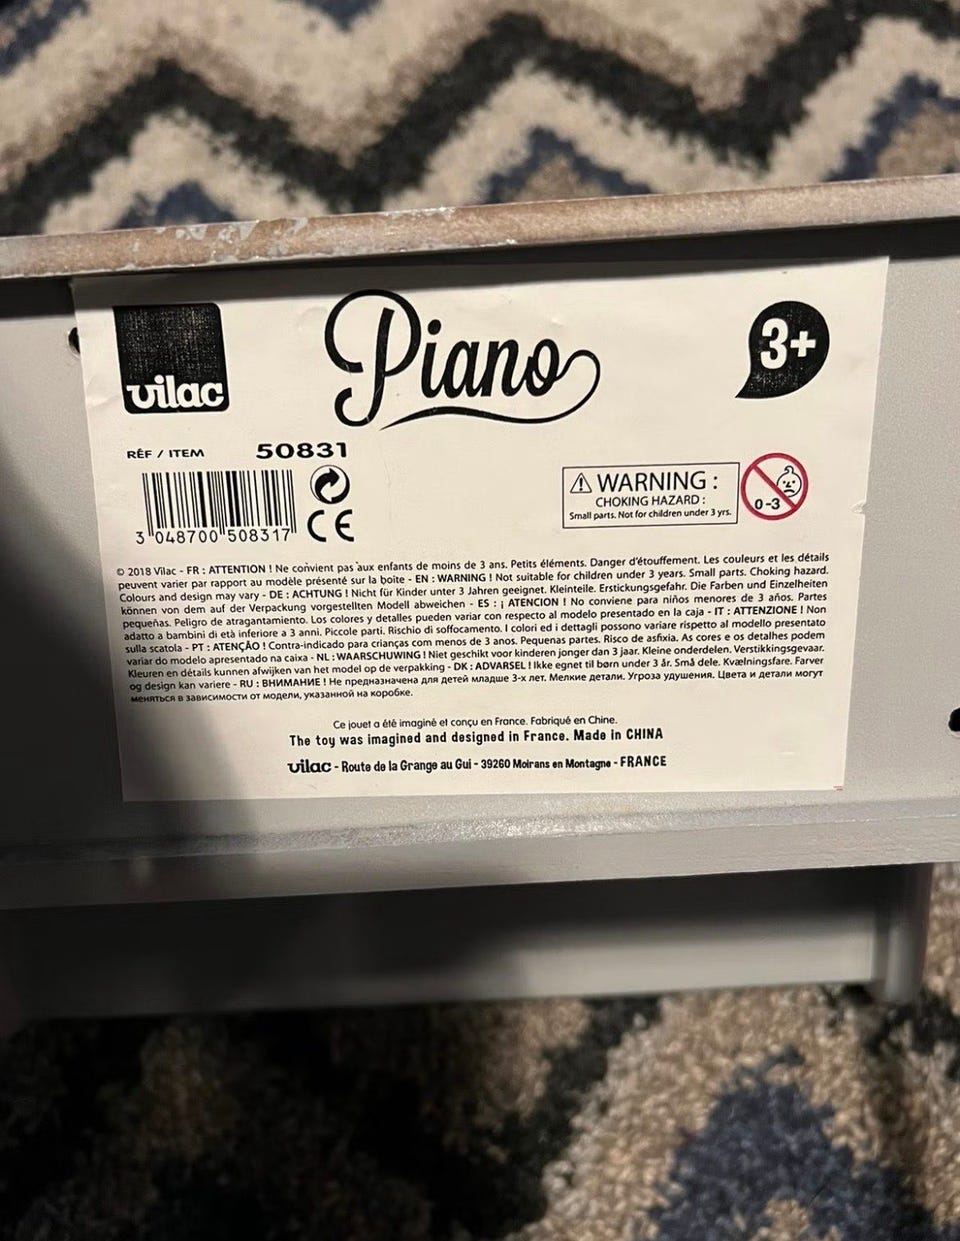 vilac
Piano
3+
RÉF / ITEM 50831
3 048700 508317
CE
⚠ WARNING :
CHOKING HAZARD :
Small parts. Not for children under 3 yrs.
0-3
© 2018 Vilac - FR : ATTENTION ! Ne convient pas aux enfants de moins de 3 ans. Petits éléments. Danger d'étouffement. Les couleurs et les détails
peuvent varier par rapport au modèle présenté sur la boite - EN : WARNING ! Not suitable for children under 3 years. Small parts. Choking hazard.
Colours and design may vary - DE : ACHTUNG ! Nicht für Kinder unter 3 Jahren geeignet. Kleinteile. Erstickungsgefahr. Die Farben und Einzelheiten
können von dem auf der Verpackung vorgestellten Modell abweichen - ES : ¡ ATENCION ! No conviene para niños menores de 3 años. Partes
pequeñas. Peligro de atragantamiento. Los colores y detalles pueden variar con respecto al modelo presentado en la caja - IT : ATTENZIONE ! Non
adatto a bambini di età inferiore a 3 anni. Piccole parti. Rischio di soffocamento. I colori ed i dettagli possono variare rispetto al modello presentato
sulla scatola - PT : ATENÇÃO ! Contra-indicado para crianças com menos de 3 anos. Pequenas partes. Risco de asfixia. As cores e os detalhes podem
variar do modelo apresentado na caixa - NL : WAARSCHUWING ! Niet geschikt voor kinderen jonger dan 3 jaar. Kleine onderdelen. Verstikkingsgevaar.
Kleuren en détails kunnen afwijken van het model op de verpakking - DK : ADVARSEL ! Ikke egnet til børn under 3 år. Små dele. Kvælningsfare. Farver
og design kan variere - RU : ВНИМАНИЕ ! Не предназначена для детей младше 3-х лет. Мелкие детали. Угроза удушения. Цвета и детали могут
меняться в зависимости от модели, указанной на коробке.
Ce jouet a été imaginé et conçu en France. Fabriqué en Chine.
The toy was imagined and designed in France. Made in CHINA
vilac - Route de la Grange au Gui - 39260 Moirans en Montagne - FRANCE